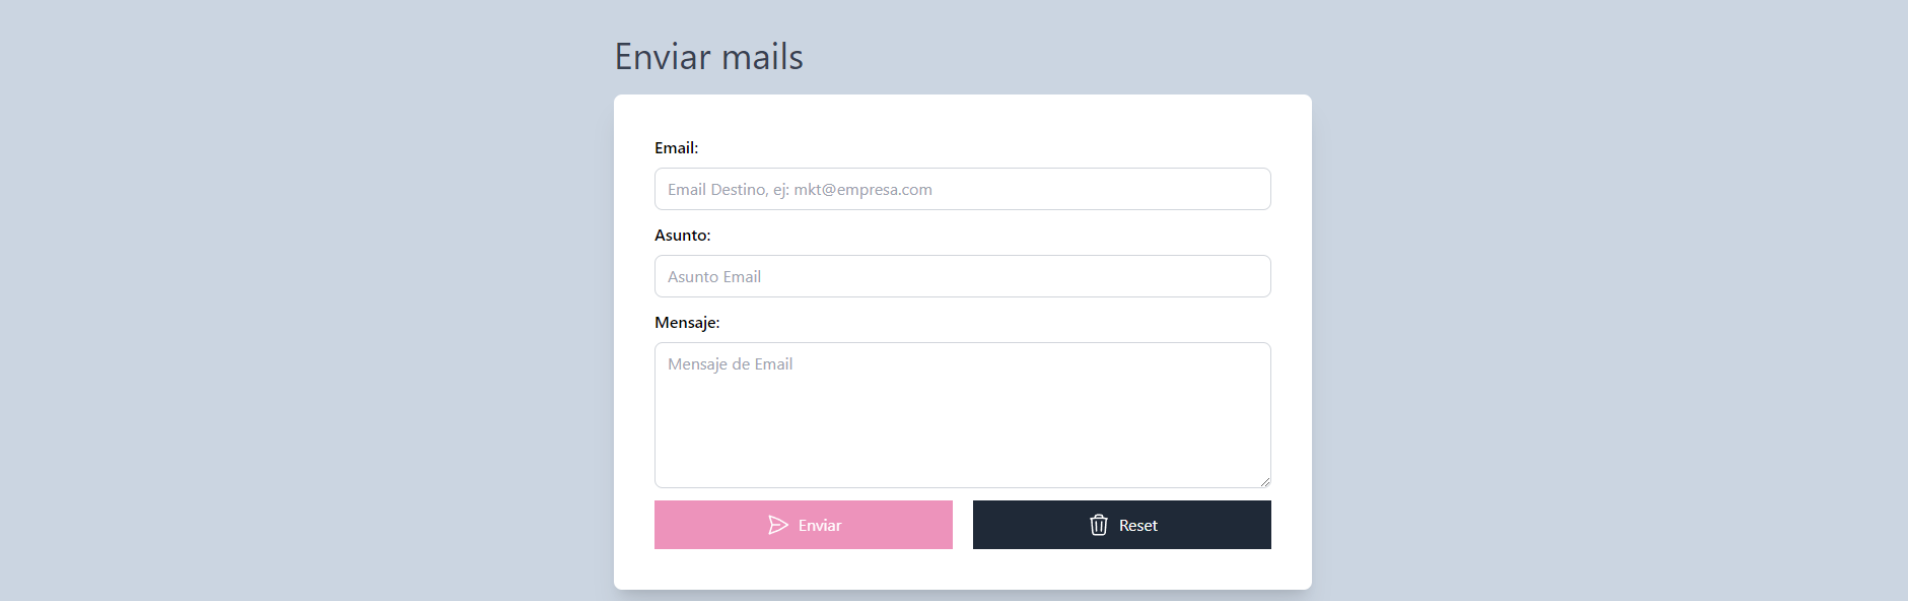 Enviar mails
Email:
Email Destino, ej: mkt@empresa.com
Asunto:
Asunto Email
Mensaje:
Mensaje de Email
Enviar
Reset